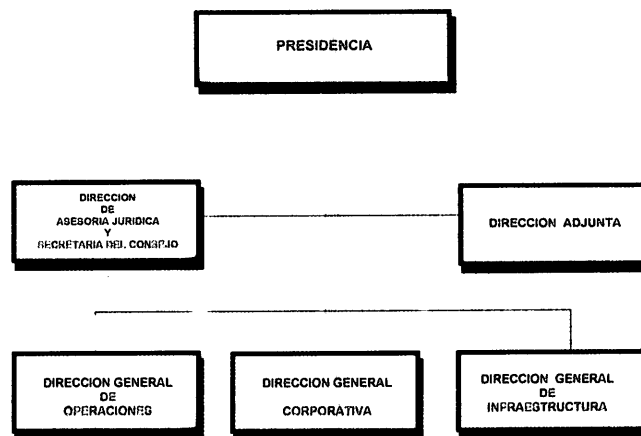 PRESIDENCIA
DIRECCION
DE
ASESORIA JURIDICA
Y
SECRETARIA DEL CONSEJO
DIRECCION ADJUNTA
DIRECCION GENERAL
DE
OPERACIONES
DIRECCION GENERAL
CORPORATIVA
DIRECCION GENERAL
DE
INFRAESTRUCTURA